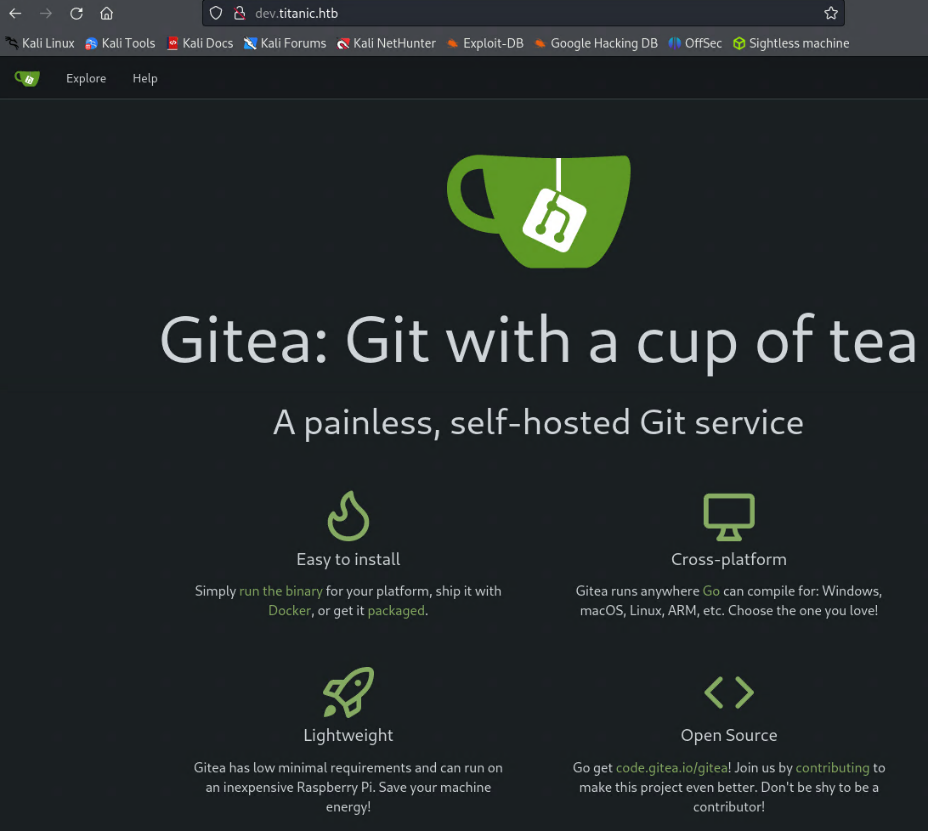 dev.titanic.htb
Kali Linux Kali Tools Kali Docs Kali Forums Kali NetHunter Exploit-DB Google Hacking DB OffSec Sightless machine
Explore Help
Gitea: Git with a cup of tea
A painless, self-hosted Git service
Easy to install
Simply run the binary for your platform, ship it with
Docker, or get it packaged.
Cross-platform
Gitea runs anywhere Go can compile for: Windows,
macOS, Linux, ARM, etc. Choose the one you love!
Lightweight
Gitea has low minimal requirements and can run on
an inexpensive Raspberry Pi. Save your machine
energy!
Open Source
Go get code.gitea.io/gitea! Join us by contributing to
make this project even better. Don't be shy to be a
contributor!